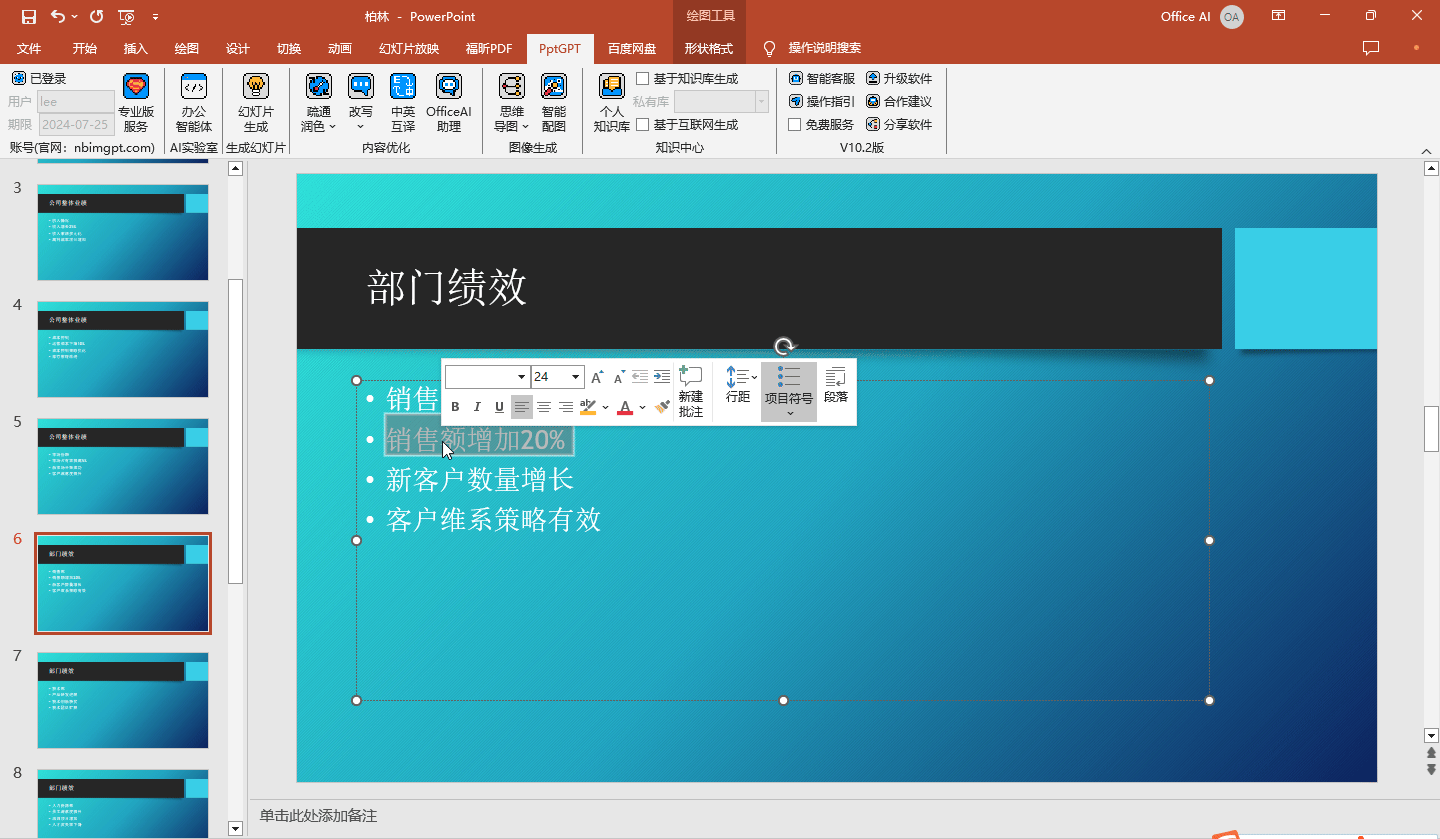 柏林 - PowerPoint
绘图工具
Office AI OA
文件 开始 插入 绘图 设计 切换 动画 幻灯片放映 福昕PDF PptGPT 百度网盘 形状格式 操作说明搜索
已登录
用户 lee
期限 2024-07-25
账号(官网：nbimgpt.com)
专业版
服务
办公
智能体
AI实验室
幻灯片
生成
生成幻灯片
疏通
润色
改写
中英
互译
OfficeAI
助理
内容优化
思维
导图
智能
配图
图像生成
个人
知识库
基于知识库生成
私有库
基于互联网生成
知识中心
智能客服 升级软件
操作指引 合作建议
免费服务 分享软件
V10.2版
3
公司整体业绩
4
公司整体业绩
5
公司整体业绩
6
部门绩效
7
部门绩效
8
部门绩效
部门绩效
24
B I U A
新建
批注
行距
项目符号
段落
• 销售
• 销售额增加20%
• 新客户数量增长
• 客户维系策略有效
单击此处添加备注